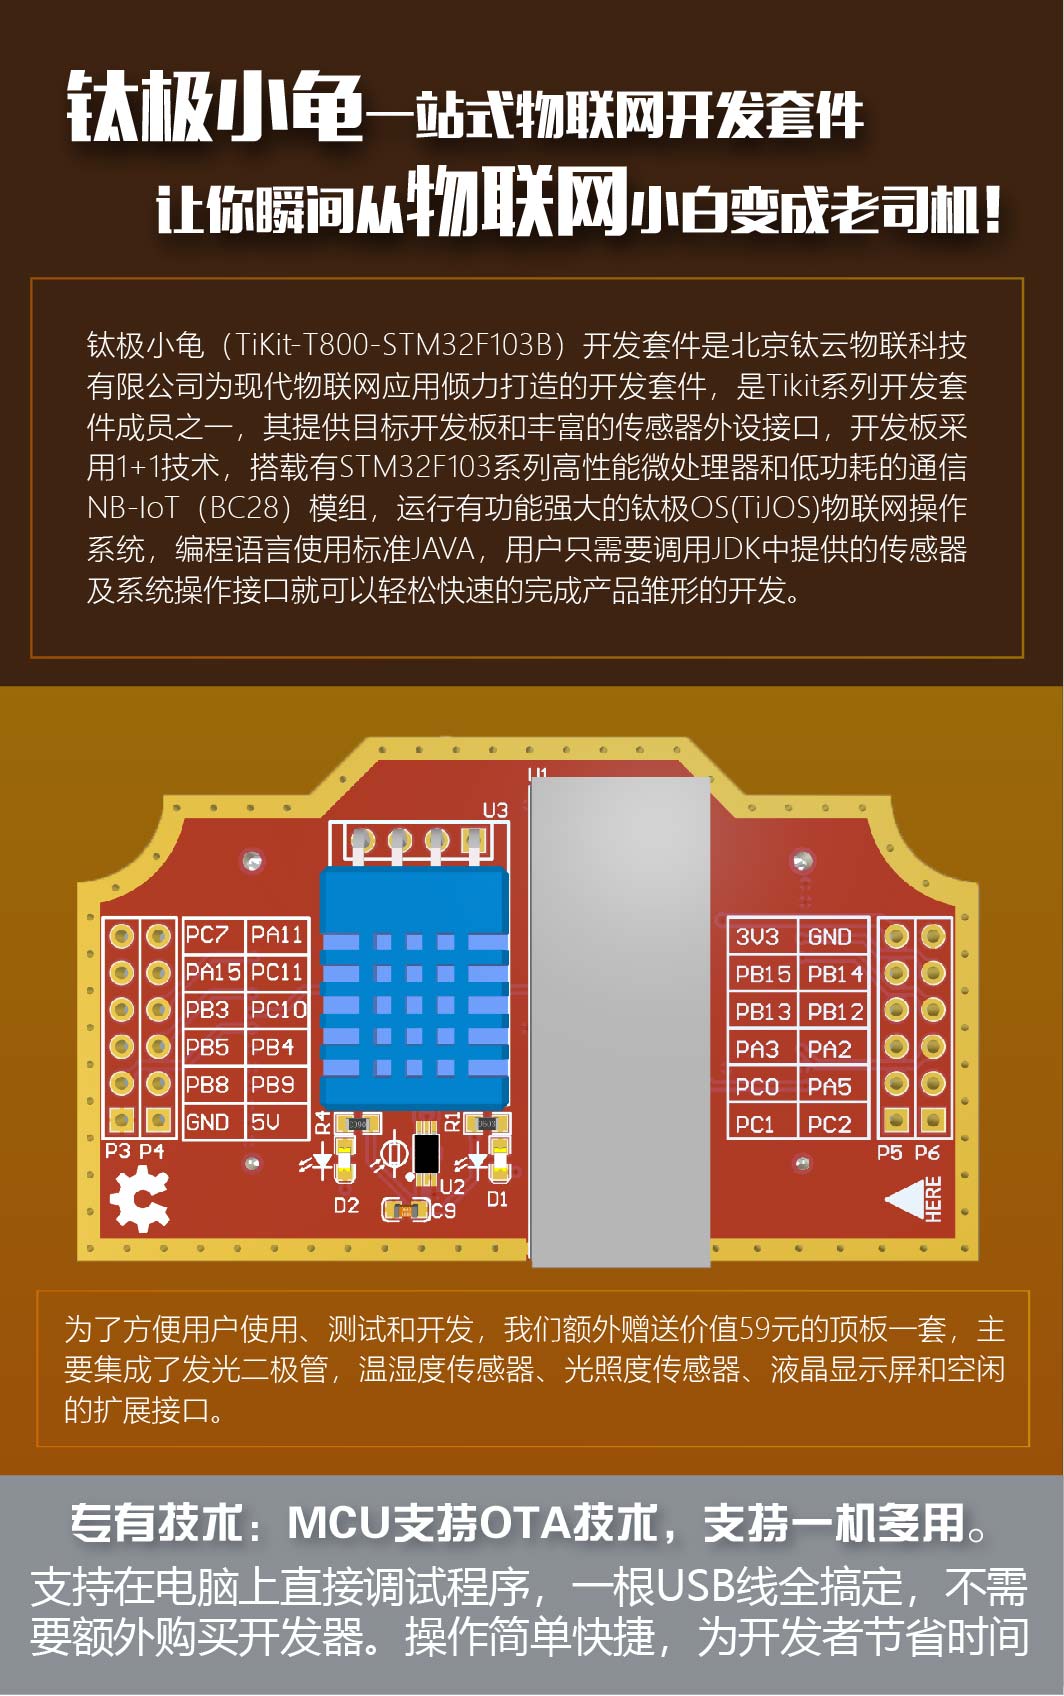 钛极小龟一站式物联网开发套件
让你瞬间从物联网小白变成老司机！
钛极小龟（TiKit-T800-STM32F103B）开发套件是北京钛云物联科技
有限公司为现代物联网应用倾力打造的开发套件，是Tikit系列开发套
件成员之一，其提供目标开发板和丰富的传感器外设接口，开发板采
用1+1技术，搭载有STM32F103系列高性能微处理器和低功耗的通信
NB-IoT（BC28）模组，运行有功能强大的钛极OS(TiJOS)物联网操作
系统，编程语言使用标准JAVA，用户只需要调用JDK中提供的传感器
及系统操作接口就可以轻松快速的完成产品雏形的开发。
U1
U3
PC7 PA11
PA15 PC11
PB3 PC10
PB5 PB4
PB8 PB9
GND 5V
P3 P4
3V3 GND
PB15 PB14
PB13 PB12
PA3 PA2
PC0 PA5
PC1 PC2
P5 P6
R4
R1
D2
U2
D1
C9
HERE
为了方便用户使用、测试和开发，我们额外赠送价值59元的顶板一套，主
要集成了发光二极管，温湿度传感器、光照度传感器、液晶显示屏和空闲
的扩展接口。
专有技术：MCU支持OTA技术，支持一机多用。
支持在电脑上直接调试程序，一根USB线全搞定，不需
要额外购买开发器。操作简单快捷，为开发者节省时间